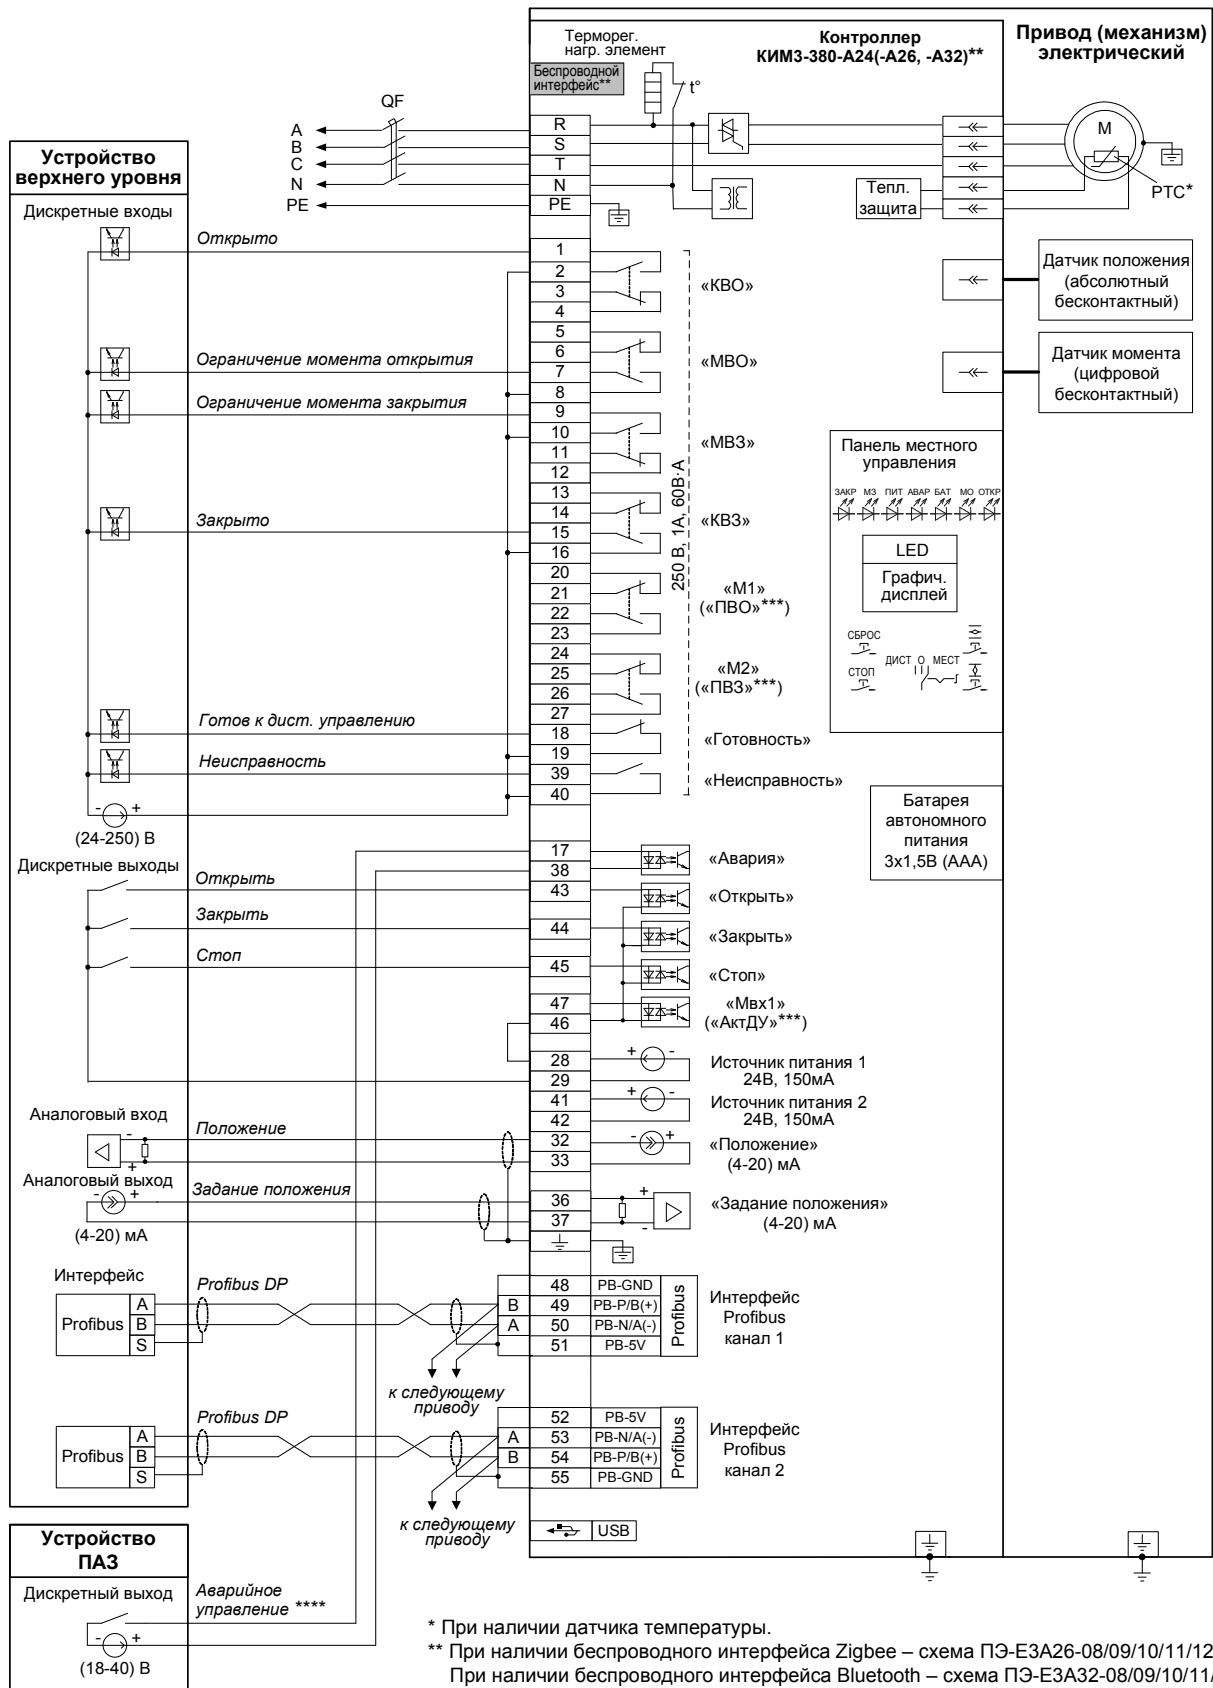 Контроллер
КИМ3-380-А24(-А26, -А32)**
Привод (механизм)
электрический
Терморег.
нагр. элемент
Беспроводной
интерфейс**
t°
QF
A
B
C
N
PE
R
S
T
N
PE
M
PTC*
Тепл.
защита
Устройство
верхнего уровня
Дискретные входы
Открыто
Ограничение момента открытия
Ограничение момента закрытия
Закрыто
Готов к дист. управлению
Неисправность
- +
(24-250) В
1
2
3
4
«КВО»
5
6
7
8
«МВО»
9
10
11
12
«МВЗ»
13
14
15
16
«КВЗ»
20
21
22
23
«М1»
(«ПВО»***)
24
25
26
27
«М2»
(«ПВЗ»***)
18
19
«Готовность»
39
40
«Неисправность»
250 В, 1А, 60В·А
Датчик положения
(абсолютный
бесконтактный)
Датчик момента
(цифровой
бесконтактный)
Панель местного
управления
ЗАКР МЗ ПИТ АВАР БАТ МО ОТКР
LED
Графич.
дисплей
СБРОС
СТОП
ДИСТ О МЕСТ
Батарея
автономного
питания
3х1,5В (ААА)
Дискретные выходы
Открыть
Закрыть
Стоп
17
38
«Авария»
43
«Открыть»
44
«Закрыть»
45
«Стоп»
47
46
«Мвх1»
(«АктДУ»***)
28
29
+ -
Источник питания 1
24В, 150мА
41
42
+ -
Источник питания 2
24В, 150мА
Аналоговый вход
-
+
Положение
32
33
- +
«Положение»
(4-20) мА
Аналоговый выход
- +
(4-20) мА
Задание положения
36
37
+
-
«Задание положения»
(4-20) мА
Интерфейс
Profibus
A
B
S
Profibus DP
B
A
48 PB-GND
49 PB-P/B(+)
50 PB-N/A(-)
51 PB-5V
Profibus
Интерфейс
Profibus
канал 1
к следующему
приводу
Profibus
A
B
S
Profibus DP
A
B
52 PB-5V
53 PB-N/A(-)
54 PB-P/B(+)
55 PB-GND
Profibus
Интерфейс
Profibus
канал 2
к следующему
приводу
USB
Устройство
ПАЗ
Дискретный выход
- +
(18-40) В
Аварийное
управление ****
* При наличии датчика температуры.
** При наличии беспроводного интерфейса Zigbee – схема ПЭ-Е3А26-08/09/10/11/12
При наличии беспроводного интерфейса Bluetooth – схема ПЭ-Е3А32-08/09/10/11/